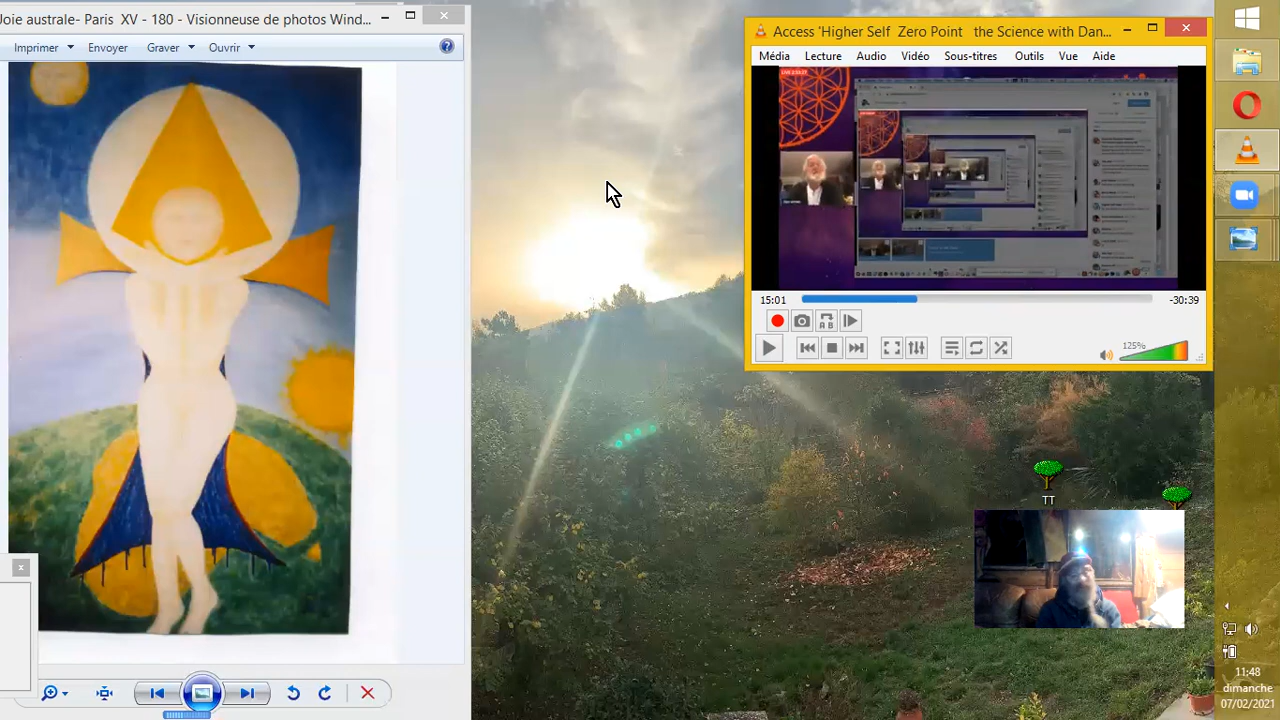 Joie australe- Paris XV - 180 - Visionneuse de photos Wind...
Imprimer Envoyer Graver Ouvrir
Access 'Higher Self Zero Point the Science with Dan...
Média Lecture Audio Vidéo Sous-titres Outils Vue Aide
15:01 -30:39
125%
TT
11:48
dimanche
07/02/2021